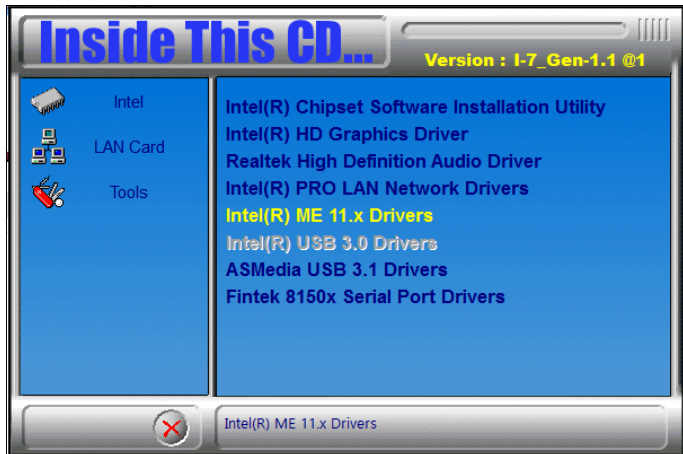 Inside This CD...
Version : I-7_Gen-1.1 @1
Intel
LAN Card
Tools
Intel(R) Chipset Software Installation Utility
Intel(R) HD Graphics Driver
Realtek High Definition Audio Driver
Intel(R) PRO LAN Network Drivers
Intel(R) ME 11.x Drivers
Intel(R) USB 3.0 Drivers
ASMedia USB 3.1 Drivers
Fintek 8150x Serial Port Drivers
Intel(R) ME 11.x Drivers